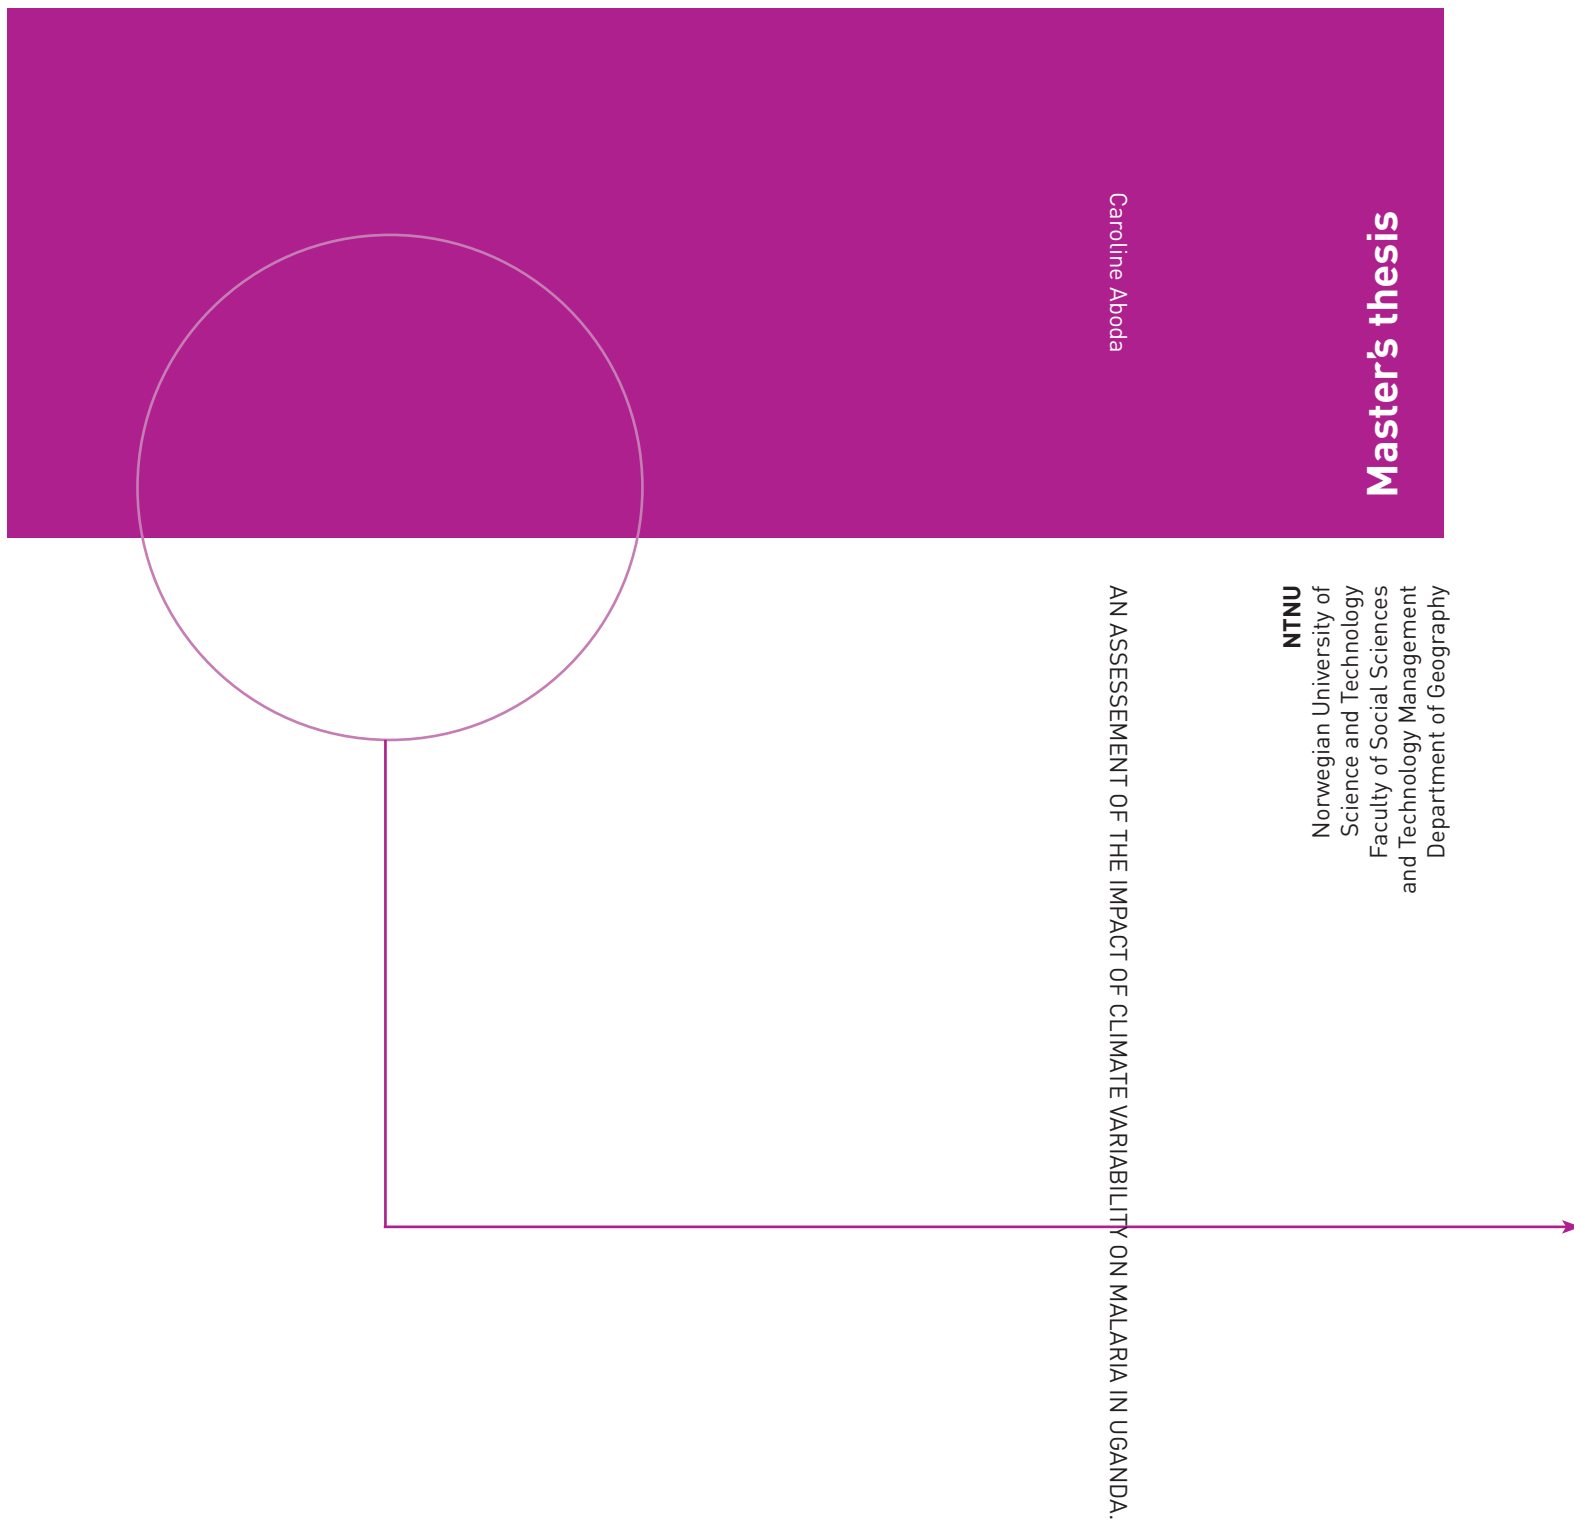 Caroline Aboda
AN ASSESSEMENT OF THE IMPACT OF CLIMATE VARIABILITY ON MALARIA IN UGANDA.
NTNU
Norwegian University of
Science and Technology
Faculty of Social Sciences
and Technology Management
Department of Geography
Master's thesis